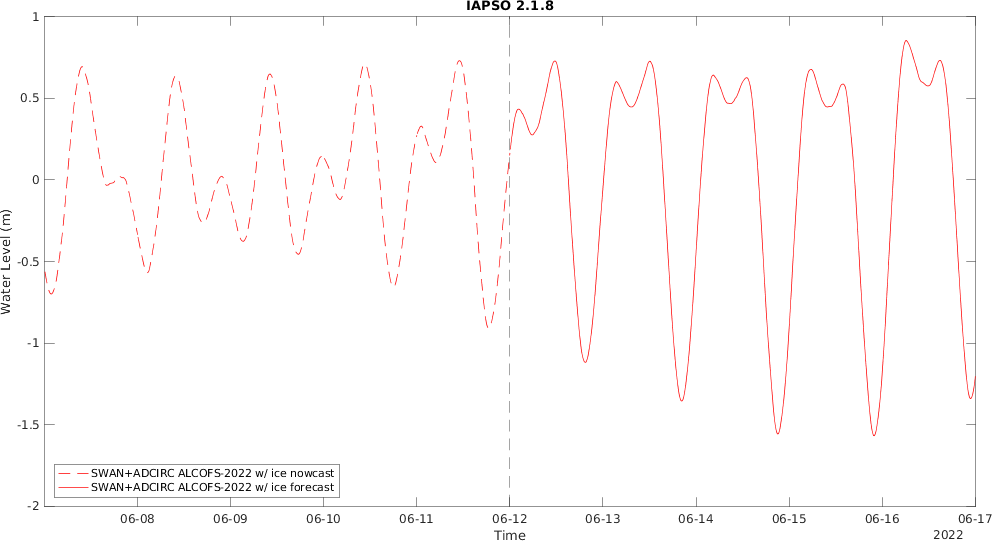 IAPSO 2.1.8
1
0.5
0
-0.5
-1
-1.5
-2
Water Level (m)
SWAN+ADCIRC ALCOFS-2022 w/ ice nowcast
SWAN+ADCIRC ALCOFS-2022 w/ ice forecast
06-08 06-09 06-10 06-11 06-12 06-13 06-14 06-15 06-16 06-17
Time
2022